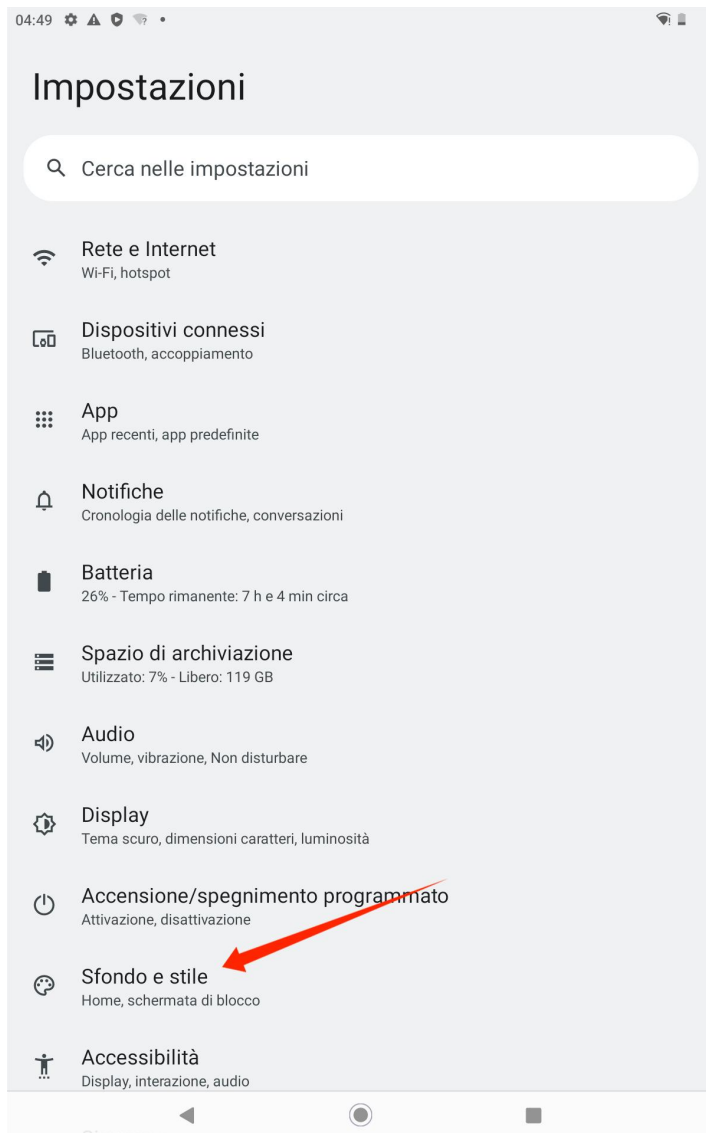 04:49
Impostazioni
Cerca nelle impostazioni
Rete e Internet
Wi-Fi, hotspot
Dispositivi connessi
Bluetooth, accoppiamento
App
App recenti, app predefinite
Notifiche
Cronologia delle notifiche, conversazioni
Batteria
26% - Tempo rimanente: 7 h e 4 min circa
Spazio di archiviazione
Utilizzato: 7% - Libero: 119 GB
Audio
Volume, vibrazione, Non disturbare
Display
Tema scuro, dimensioni caratteri, luminosità
Accensione/spegnimento programmato
Attivazione, disattivazione
Sfondo e stile
Home, schermata di blocco
Accessibilità
Display, interazione, audio